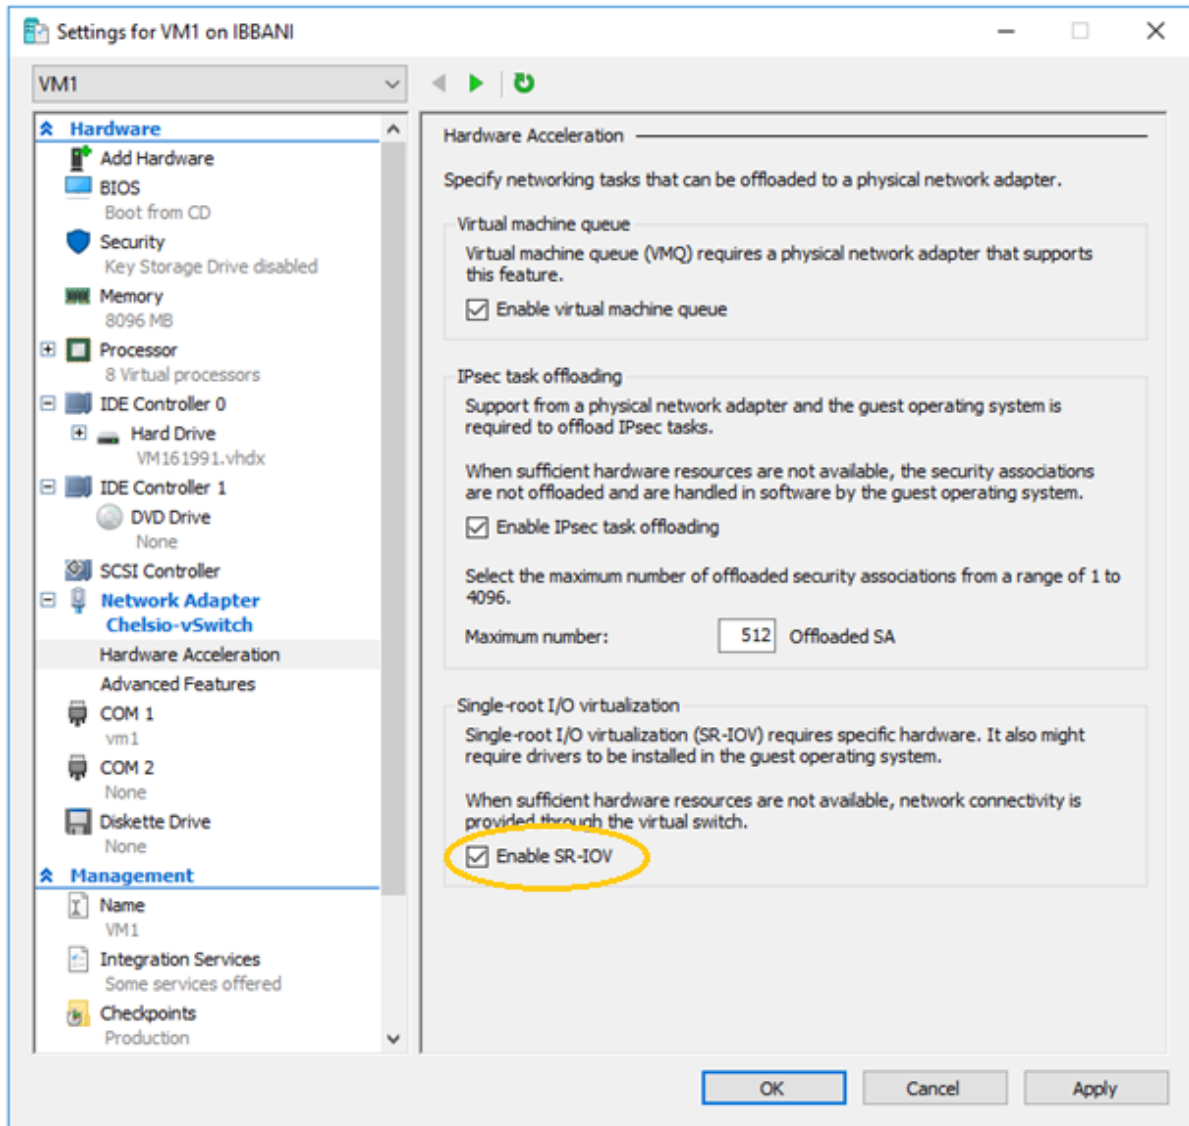 Settings for VM1 on IBBANI
VM1
Hardware
Add Hardware
BIOS
Boot from CD
Security
Key Storage Drive disabled
Memory
8096 MB
Processor
8 Virtual processors
IDE Controller 0
Hard Drive
VM161991.vhdx
IDE Controller 1
DVD Drive
None
SCSI Controller
Network Adapter
Chelsio-vSwitch
Hardware Acceleration
Advanced Features
COM 1
vm1
COM 2
None
Diskette Drive
None
Management
Name
VM1
Integration Services
Some services offered
Checkpoints
Production
Hardware Acceleration
Specify networking tasks that can be offloaded to a physical network adapter.
Virtual machine queue
Virtual machine queue (VMQ) requires a physical network adapter that supports
this feature.
Enable virtual machine queue
IPsec task offloading
Support from a physical network adapter and the guest operating system is
required to offload IPsec tasks.
When sufficient hardware resources are not available, the security associations
are not offloaded and are handled in software by the guest operating system.
Enable IPsec task offloading
Select the maximum number of offloaded security associations from a range of 1 to
4096.
Maximum number: 512 Offloaded SA
Single-root I/O virtualization
Single-root I/O virtualization (SR-IOV) requires specific hardware. It also might
require drivers to be installed in the guest operating system.
When sufficient hardware resources are not available, network connectivity is
provided through the virtual switch.
Enable SR-IOV
OK Cancel Apply